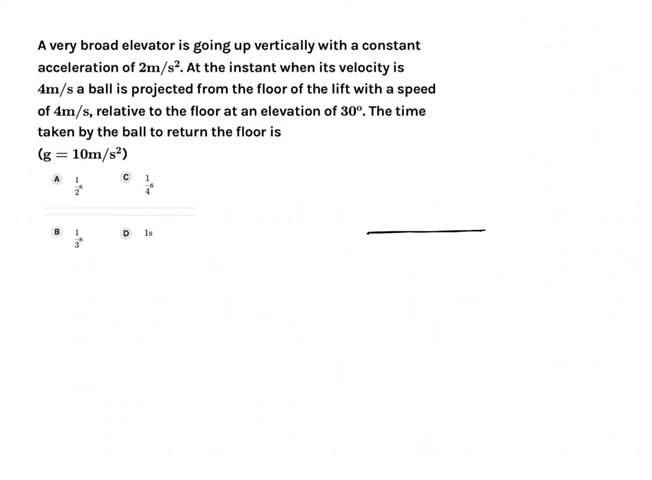 A very broad elevator is going up vertically with a constant
acceleration of 2m/s². At the instant when its velocity is
4m/s a ball is projected from the floor of the lift with a speed
of 4m/s, relative to the floor at an elevation of 30°. The time
taken by the ball to return the floor is
(g = 10m/s²)
A 1/2 s C 1/4 s
B 1/3 s D 1s